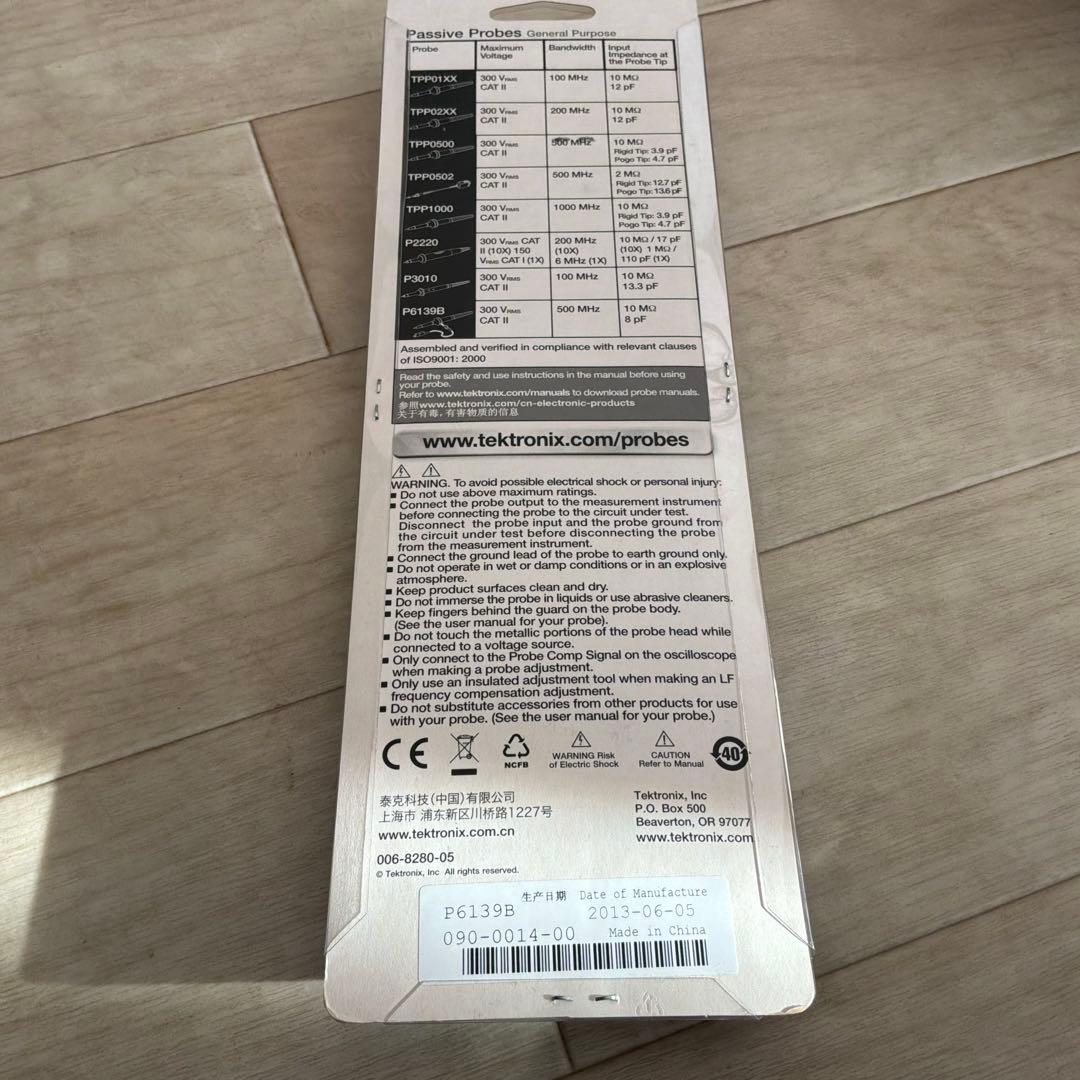 Passive Probes General Purpose
Probe Maximum Voltage Bandwidth Input Impedance at the Probe Tip
TPP01XX 300 VRMS CAT II 100 MHz 10 MΩ 12 pF
TPP02XX 300 VRMS CAT II 200 MHz 10 MΩ 12 pF
TPP0500 300 VRMS CAT II 500 MHz 10 MΩ Rigid Tip: 3.9 pF Pogo Tip: 4.7 pF
TPP0502 300 VRMS CAT II 500 MHz 2 MΩ Rigid Tip: 12.7 pF Pogo Tip: 13.6 pF
TPP1000 300 VRMS CAT II 1000 MHz 10 MΩ Rigid Tip: 3.9 pF Pogo Tip: 4.7 pF
P2220 300 VRMS CAT II (10X) 150 VRMS CAT I (1X) 200 MHz (10X) 6 MHz (1X) 10 MΩ / 17 pF (10X) 1 MΩ / 110 pF (1X)
P3010 300 VRMS CAT II 100 MHz 10 MΩ 13.3 pF
P6139B 300 VRMS CAT II 500 MHz 10 MΩ 8 pF
Assembled and verified in compliance with relevant clauses
of ISO9001: 2000
Read the safety and use instructions in the manual before using
your probe.
Refer to www.tektronix.com/manuals to download probe manuals.
参照www.tektronix.com/cn-electronic-products
关于有毒, 有害物质的信息
www.tektronix.com/probes
WARNING. To avoid possible electrical shock or personal injury:
■ Do not use above maximum ratings.
■ Connect the probe output to the measurement instrument
before connecting the probe to the circuit under test.
Disconnect the probe input and the probe ground from
the circuit under test before disconnecting the probe
from the measurement instrument.
■ Connect the ground lead of the probe to earth ground only.
■ Do not operate in wet or damp conditions or in an explosive
atmosphere.
■ Keep product surfaces clean and dry.
■ Do not immerse the probe in liquids or use abrasive cleaners.
■ Keep fingers behind the guard on the probe body.
(See the user manual for your probe).
■ Do not touch the metallic portions of the probe head while
connected to a voltage source.
■ Only connect to the Probe Comp Signal on the oscilloscope
when making a probe adjustment.
■ Only use an insulated adjustment tool when making an LF
frequency compensation adjustment.
■ Do not substitute accessories from other products for use
with your probe. (See the user manual for your probe.)
CE
NCFB
WARNING Risk
of Electric Shock
CAUTION
Refer to Manual
40
泰克科技(中国)有限公司
上海市 浦东新区川桥路1227号
www.tektronix.com.cn
Tektronix, Inc
P.O. Box 500
Beaverton, OR 97077
www.tektronix.com
006-8280-05
© Tektronix, Inc All rights reserved.
生产日期 Date of Manufacture
P6139B 2013-06-05
090-0014-00 Made in China